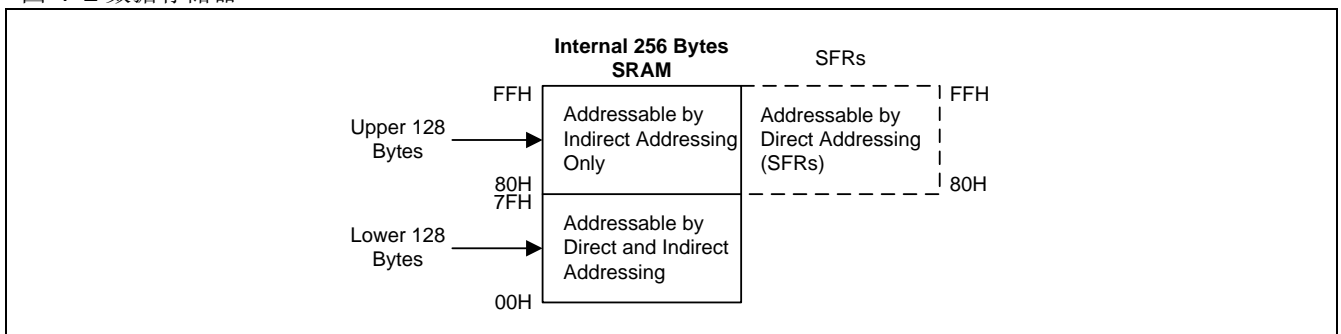 Internal 256 Bytes
SRAM
SFRs
FFH
FFH
Upper 128
Bytes
Addressable by
Indirect Addressing
Only
Addressable by
Direct Addressing
(SFRs)
80H
80H
7FH
Lower 128
Bytes
Addressable by
Direct and Indirect
Addressing
00H